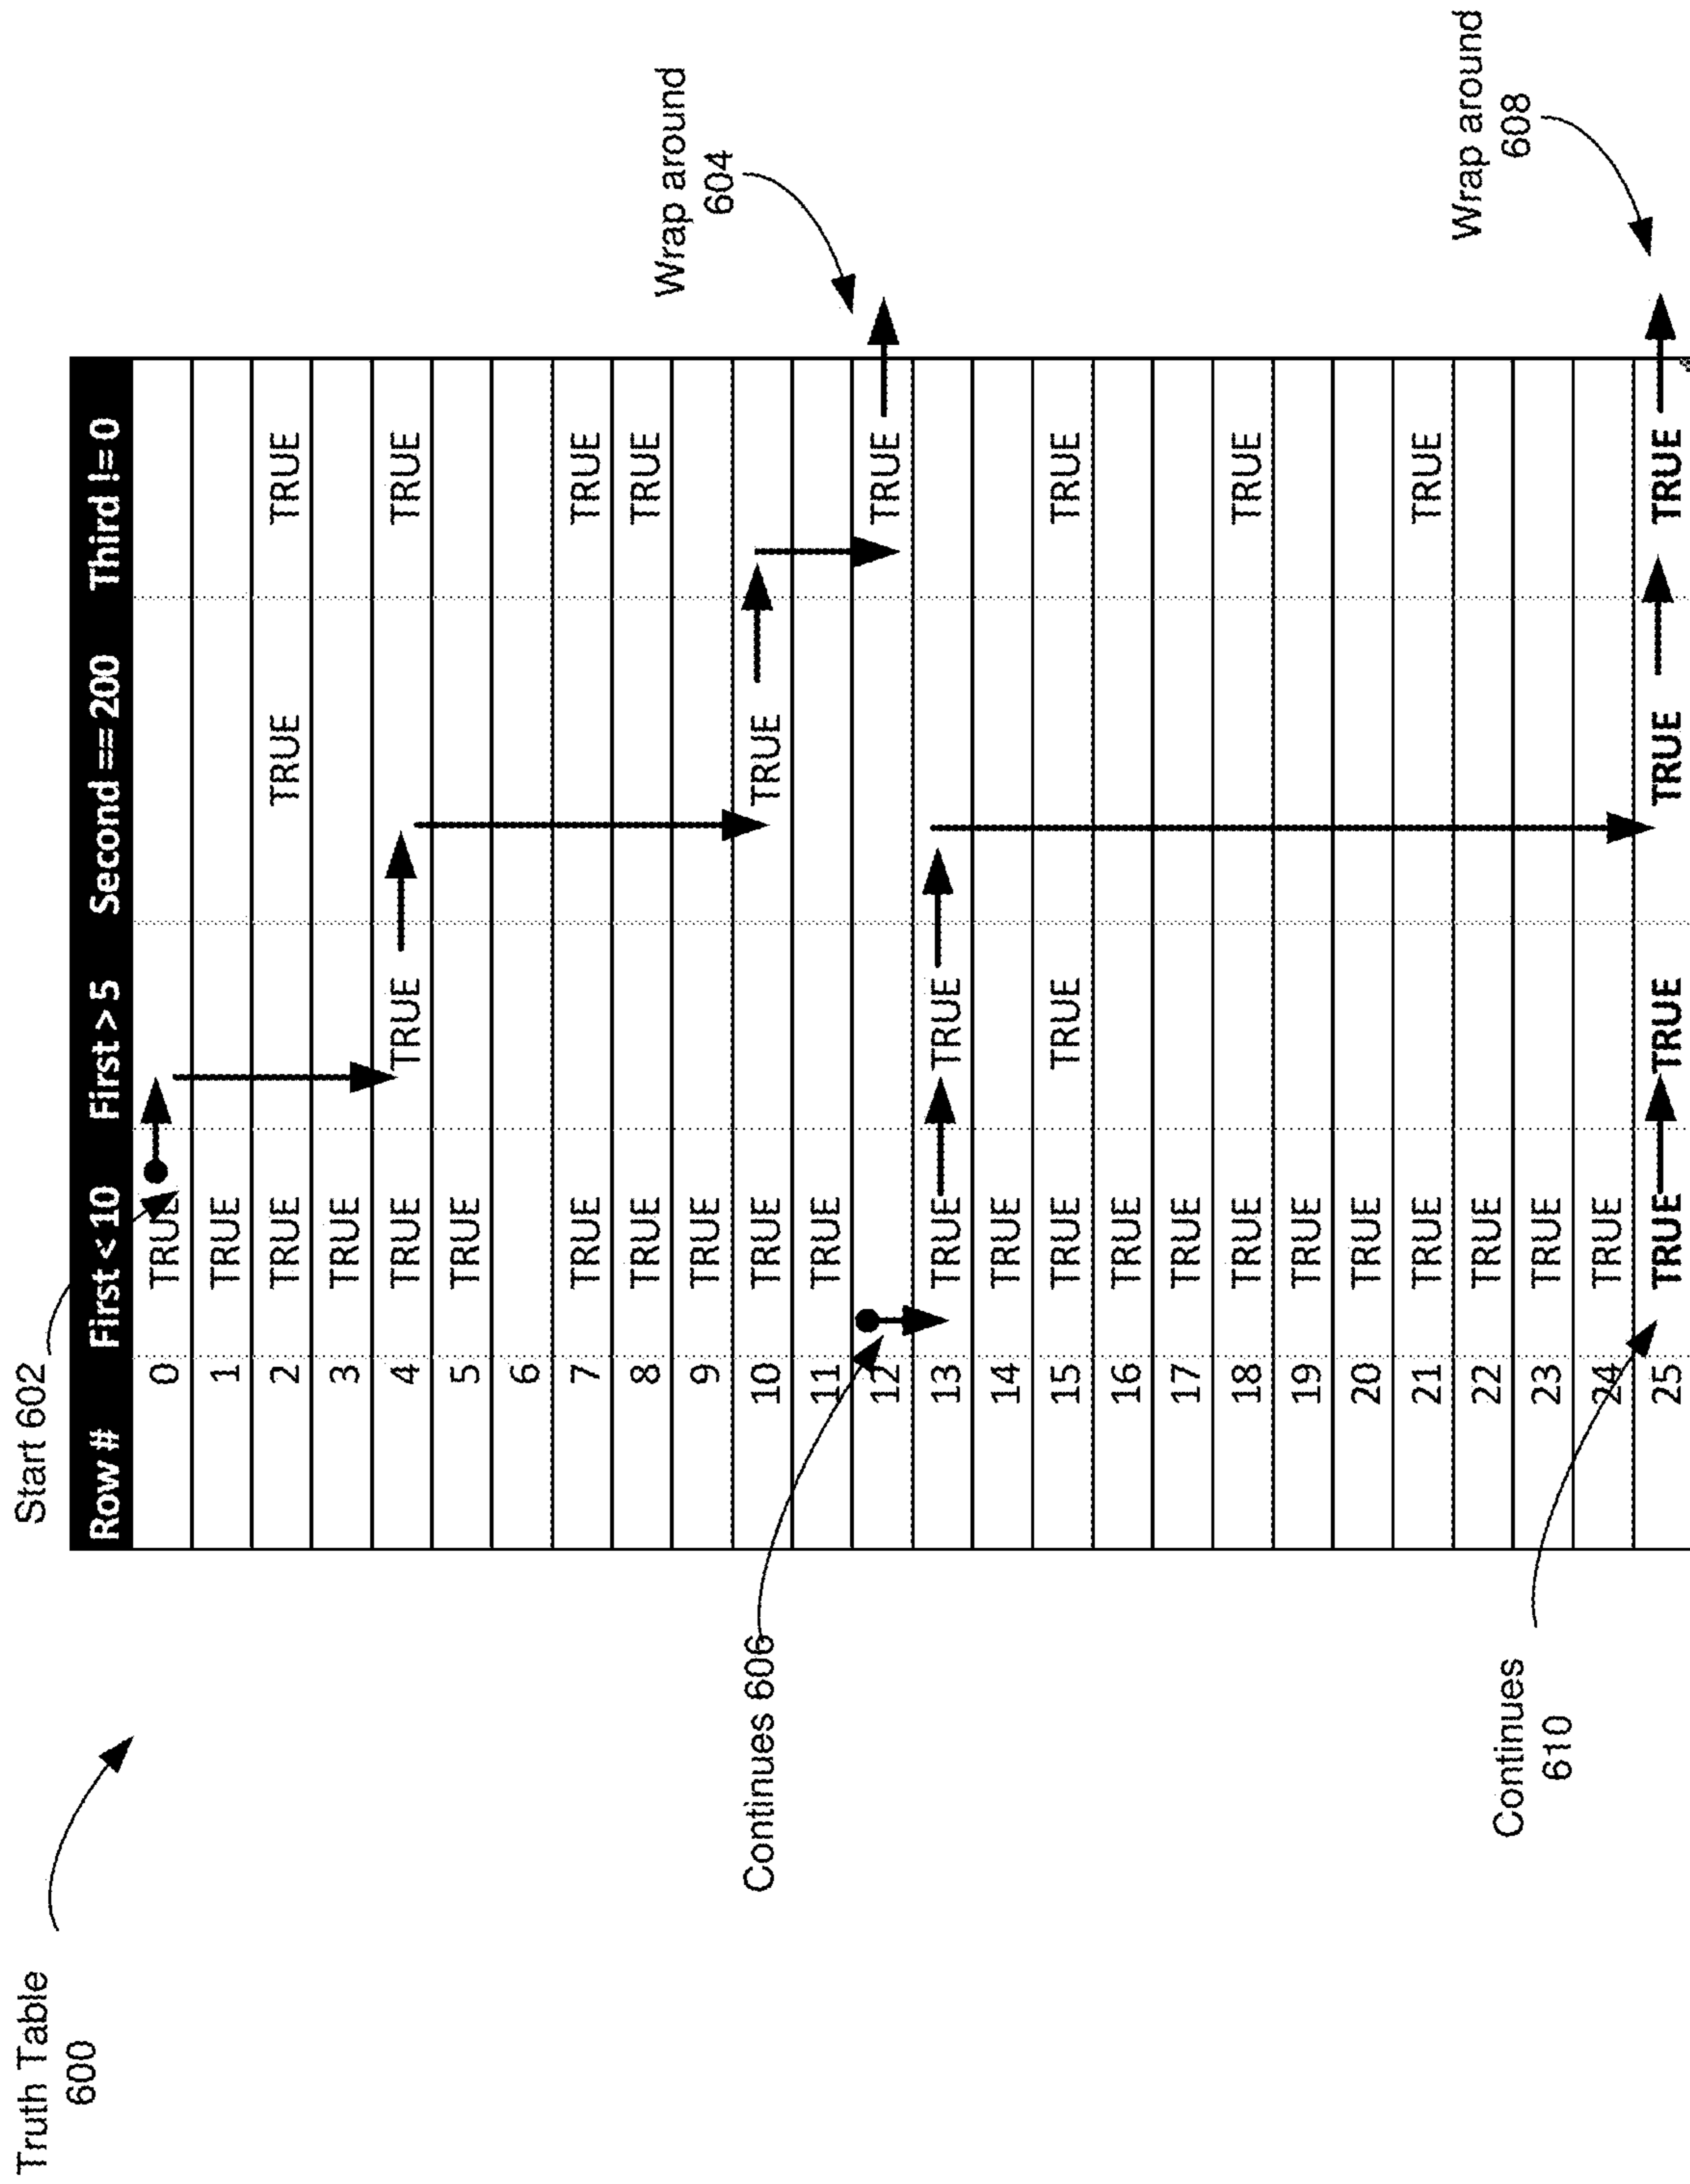 Truth Table
600
Start 602
Row # First < 10 First > 5 Second == 200 Third != 0
0 TRUE
1 TRUE
2 TRUE TRUE TRUE
3 TRUE
4 TRUE TRUE TRUE
5 TRUE
6
7 TRUE TRUE
8 TRUE TRUE
9 TRUE
10 TRUE TRUE
11 TRUE
12 TRUE
13 TRUE TRUE
14 TRUE
15 TRUE TRUE TRUE
16 TRUE
17 TRUE
18 TRUE TRUE
19 TRUE
20 TRUE
21 TRUE TRUE
22 TRUE
23 TRUE
24 TRUE
25 TRUE TRUE TRUE TRUE
Wrap around
604
Continues 606
Wrap around
608
Continues
610